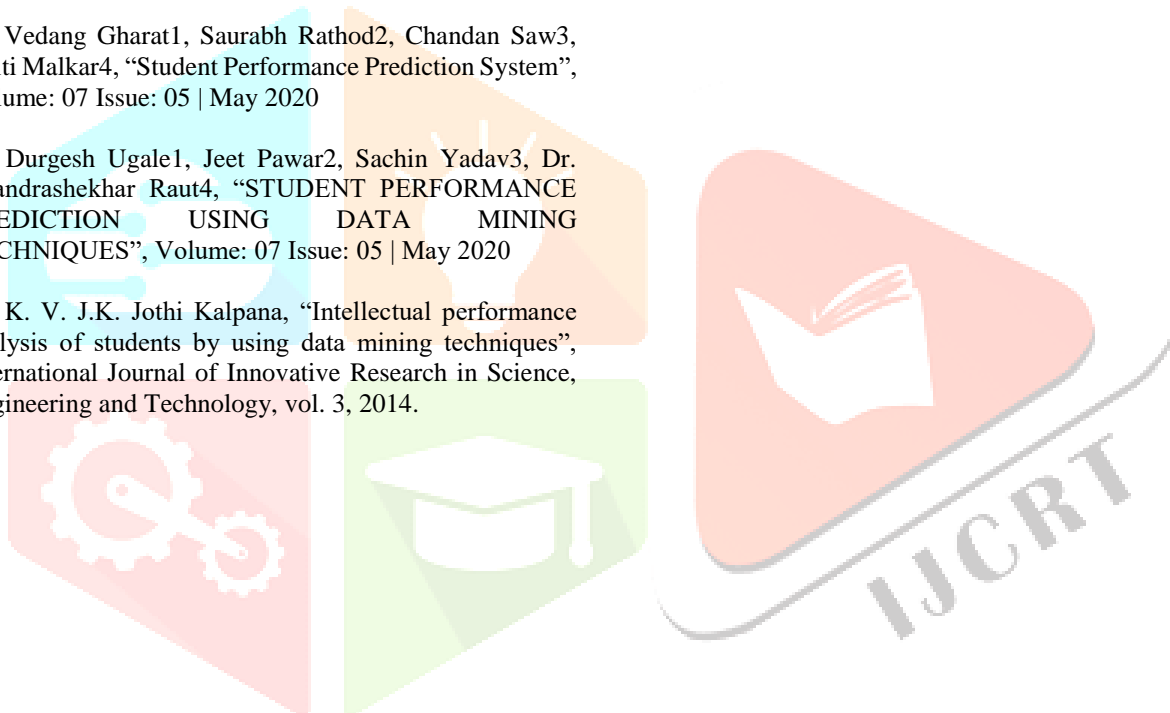 Vedang Gharat1, Saurabh Rathod2, Chandan Saw3,
iti Malkar4, “Student Performance Prediction System”,
lume: 07 Issue: 05 | May 2020
Durgesh Ugale1, Jeet Pawar2, Sachin Yadav3, Dr.
andrashekhar Raut4, “STUDENT PERFORMANCE
EDICTION USING DATA MINING
CHNIQUES”, Volume: 07 Issue: 05 | May 2020
K. V. J.K. Jothi Kalpana, “Intellectual performance
lysis of students by using data mining techniques”,
ernational Journal of Innovative Research in Science,
gineering and Technology, vol. 3, 2014.
IJCRT